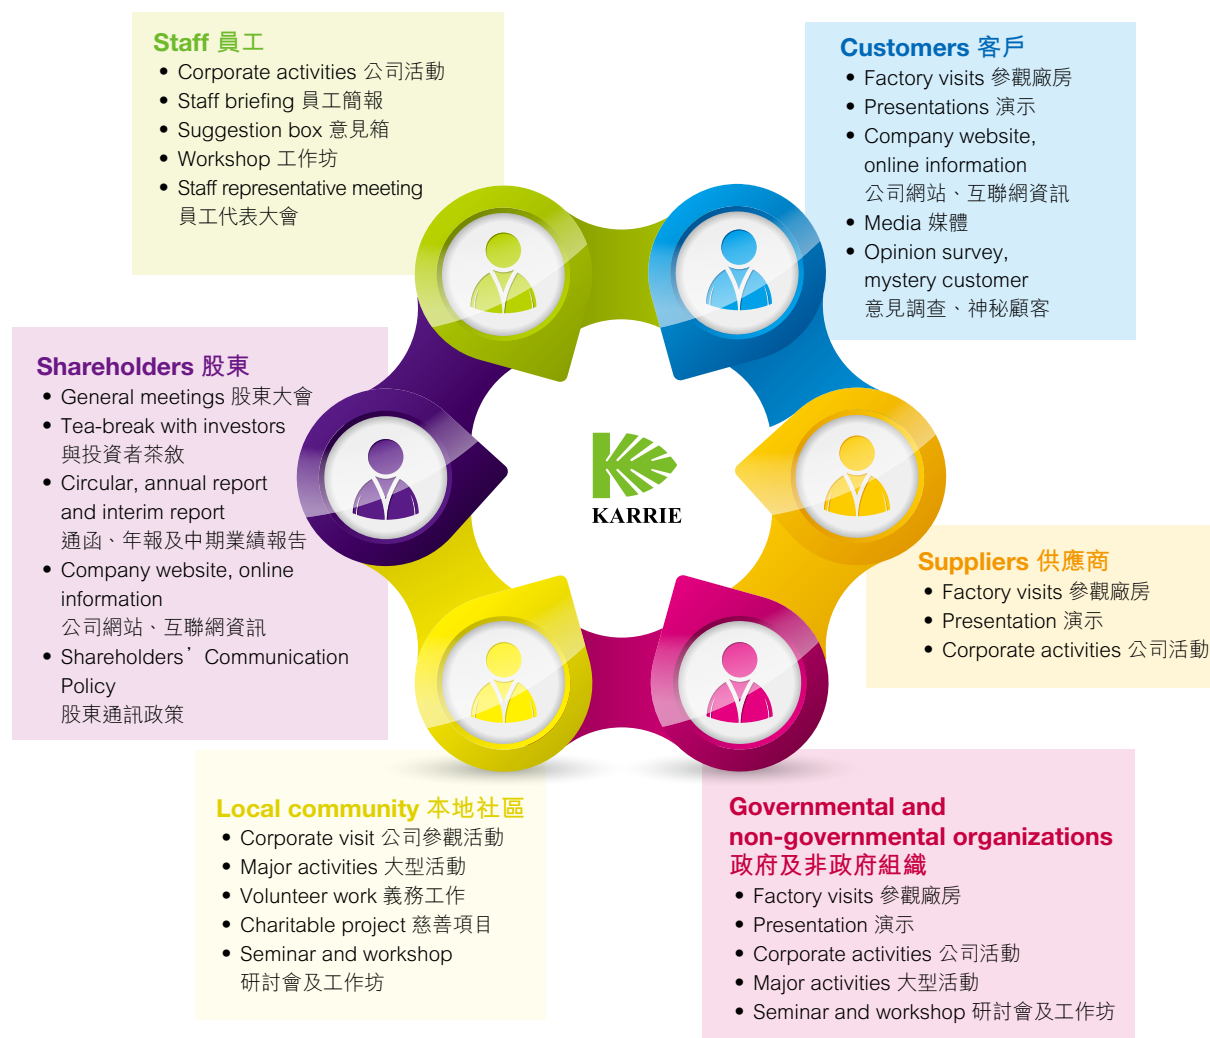 Staff 員工
• Corporate activities 公司活動
• Staff briefing 員工簡報
• Suggestion box 意見箱
• Workshop 工作坊
• Staff representative meeting
員工代表大會
Customers 客戶
• Factory visits 參觀廠房
• Presentations 演示
• Company website,
online information
公司網站、互聯網資訊
• Media 媒體
• Opinion survey,
mystery customer
意見調查、神秘顧客
Shareholders 股東
• General meetings 股東大會
• Tea-break with investors
與投資者茶敘
• Circular, annual report
and interim report
通函、年報及中期業績報告
• Company website, online
information
公司網站、互聯網資訊
• Shareholders’ Communication
Policy
股東通訊政策
KARRIE
Suppliers 供應商
• Factory visits 參觀廠房
• Presentation 演示
• Corporate activities 公司活動
Local community 本地社區
• Corporate visit 公司參觀活動
• Major activities 大型活動
• Volunteer work 義務工作
• Charitable project 慈善項目
• Seminar and workshop
研討會及工作坊
Governmental and
non-governmental organizations
政府及非政府組織
• Factory visits 參觀廠房
• Presentation 演示
• Corporate activities 公司活動
• Major activities 大型活動
• Seminar and workshop 研討會及工作坊